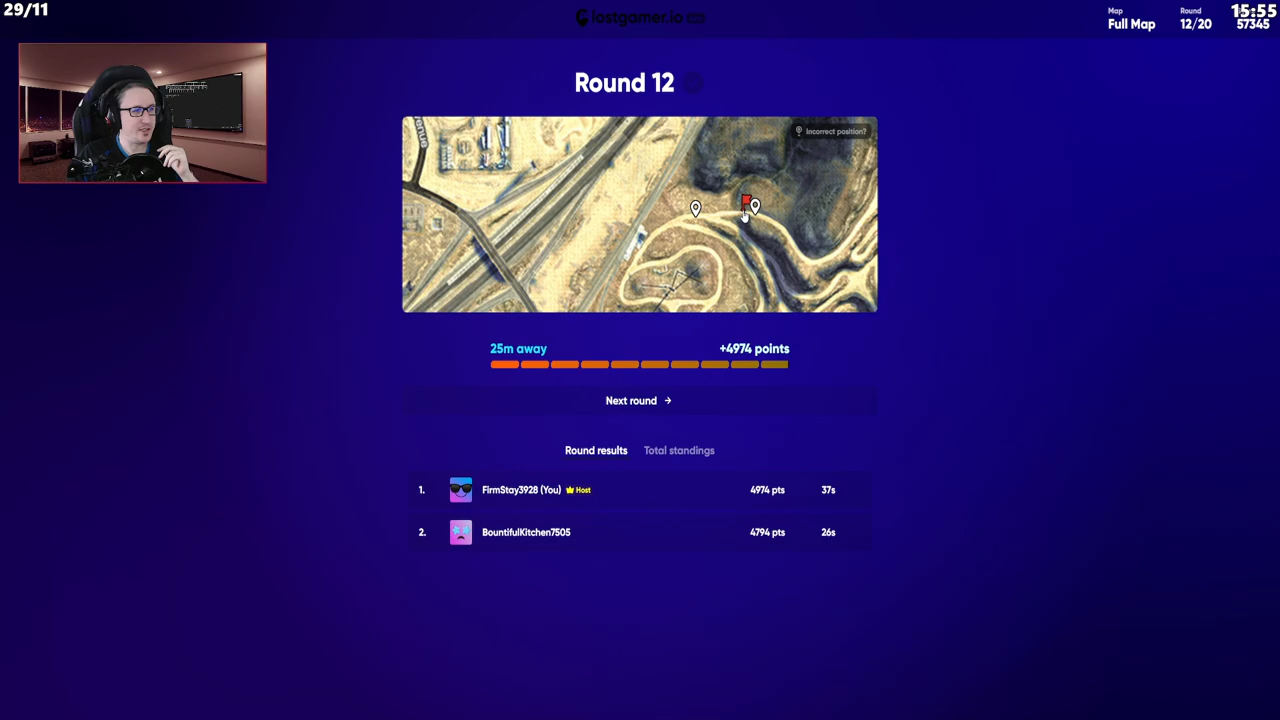 29/11
lostgamer.io
Map
Full Map
Round
12/20
15:55
57345
Round 12
Incorrect position?
enue
25m away
+4974 points
Next round →
Round results
Total standings
1. FirmStay3928 (You) Host 4974 pts 37s
2. BountifulKitchen7505 4794 pts 26s